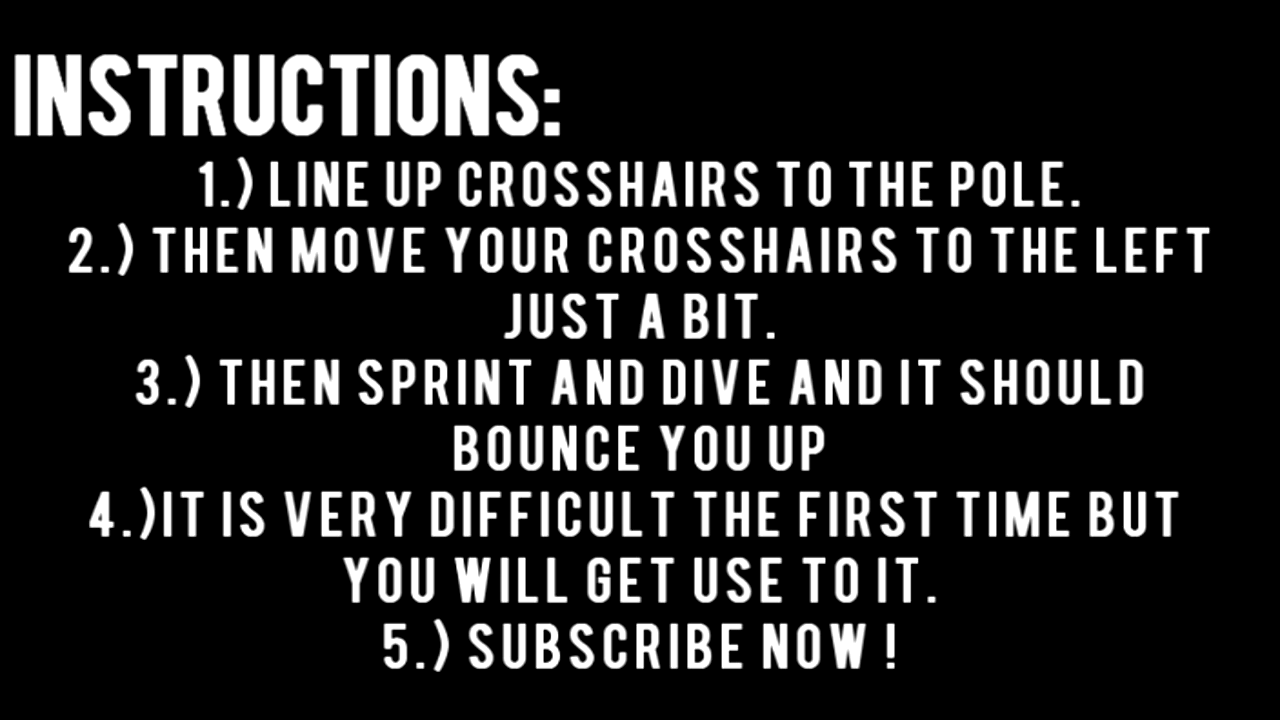 INSTRUCTIONS:
1.) LINE UP CROSSHAIRS TO THE POLE.
2.) THEN MOVE YOUR CROSSHAIRS TO THE LEFT
JUST A BIT.
3.) THEN SPRINT AND DIVE AND IT SHOULD
BOUNCE YOU UP
4.)IT IS VERY DIFFICULT THE FIRST TIME BUT
YOU WILL GET USE TO IT.
5.) SUBSCRIBE NOW !